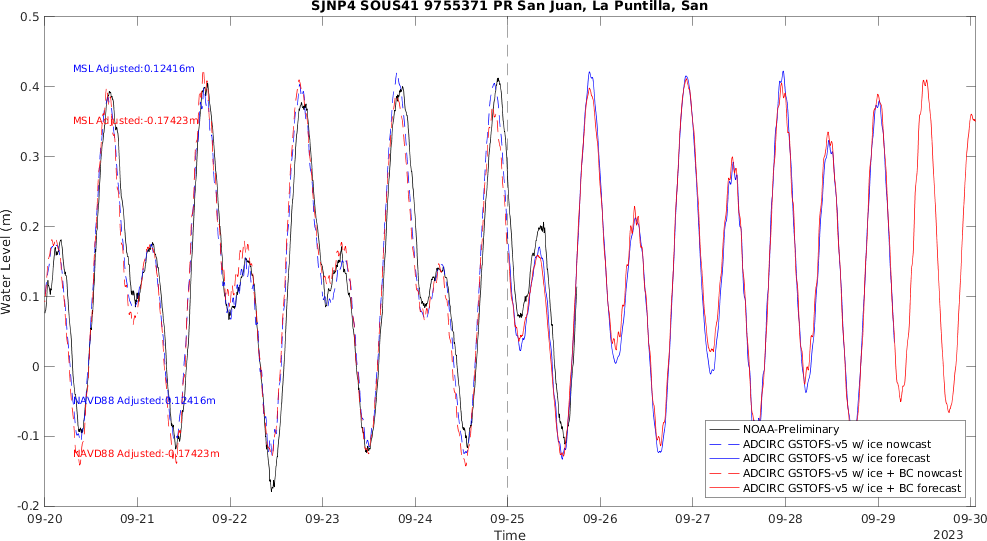 SJNP4 SOUS41 9755371 PR San Juan, La Puntilla, San
0.5
0.4
0.3
0.2
0.1
0
-0.1
-0.2
Water Level (m)
MSL Adjusted:0.12416m
MSL Adjusted:-0.17423m
NAVD88 Adjusted:0.12416m
NAVD88 Adjusted:-0.17423m
NOAA-Preliminary
ADCIRC GSTOFS-v5 w/ ice nowcast
ADCIRC GSTOFS-v5 w/ ice forecast
ADCIRC GSTOFS-v5 w/ ice + BC nowcast
ADCIRC GSTOFS-v5 w/ ice + BC forecast
09-20 09-21 09-22 09-23 09-24 09-25 09-26 09-27 09-28 09-29 09-30
Time
2023